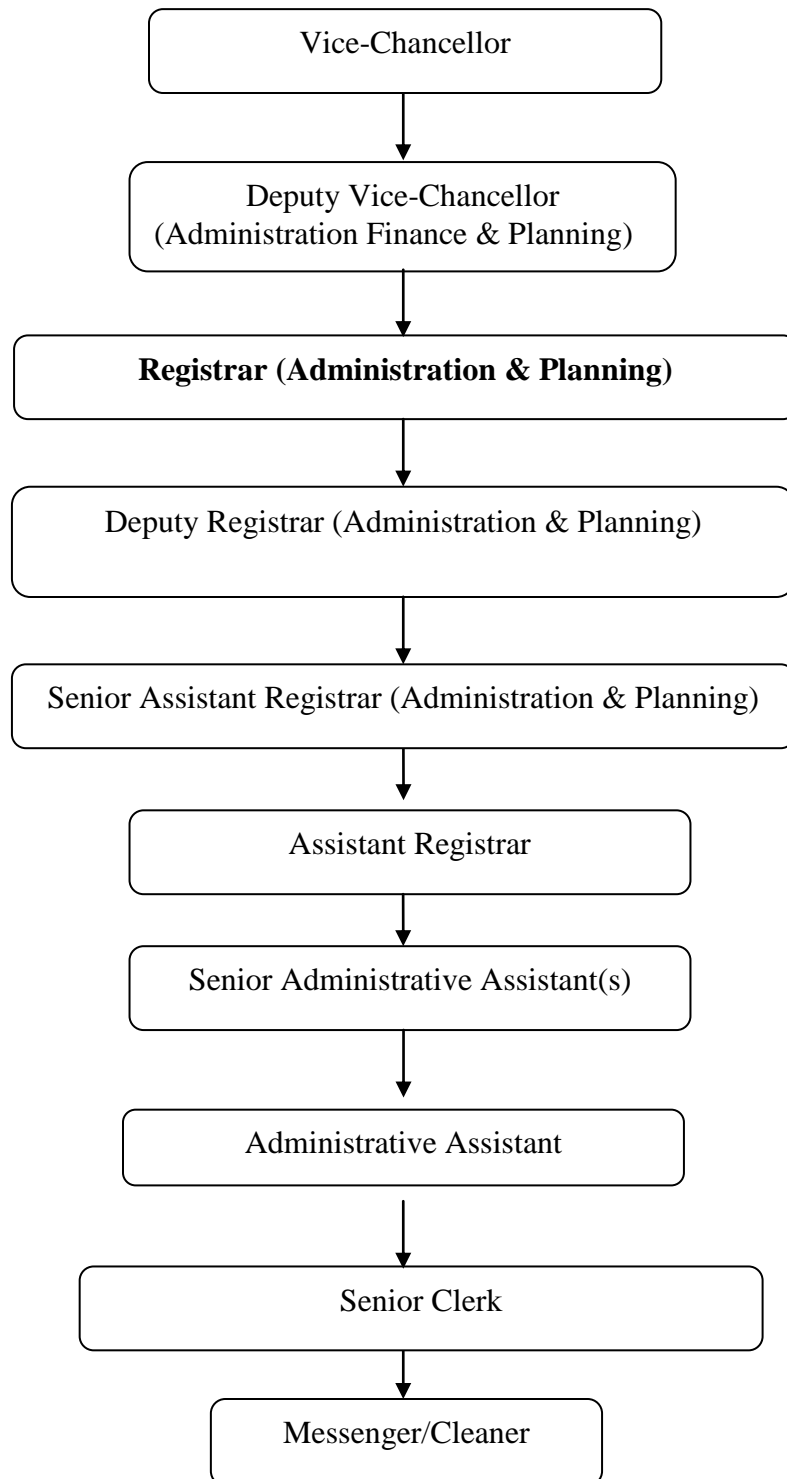 Vice-Chancellor
Deputy Vice-Chancellor
(Administration Finance & Planning)
Registrar (Administration & Planning)
Deputy Registrar (Administration & Planning)
Senior Assistant Registrar (Administration & Planning)
Assistant Registrar
Senior Administrative Assistant(s)
Administrative Assistant
Senior Clerk
Messenger/Cleaner